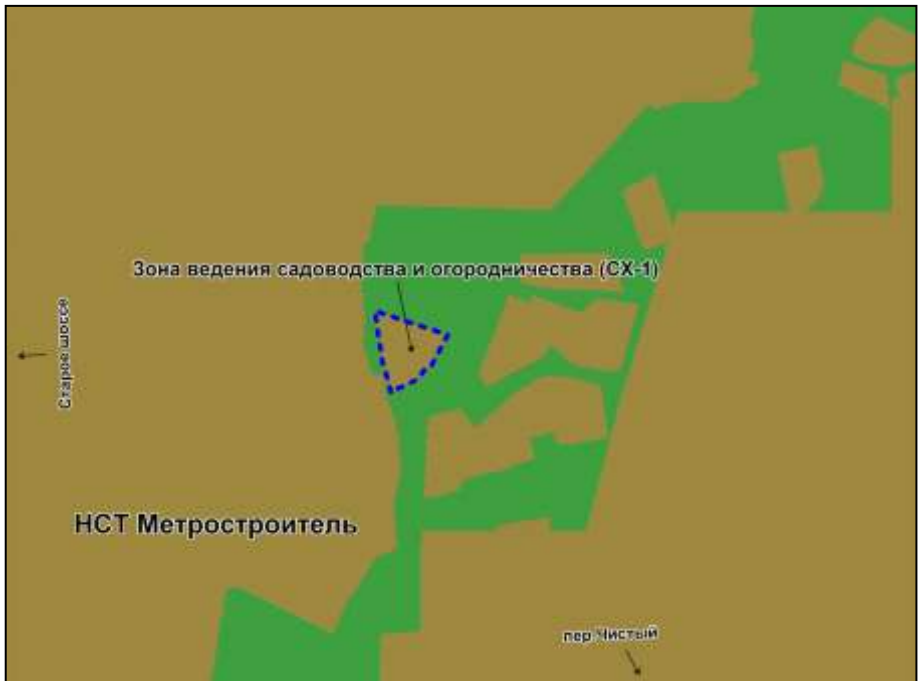 Зона ведения садоводства и огородничества (СХ-1)
Старое шоссе
НСТ Метростроитель
пер.Чистый